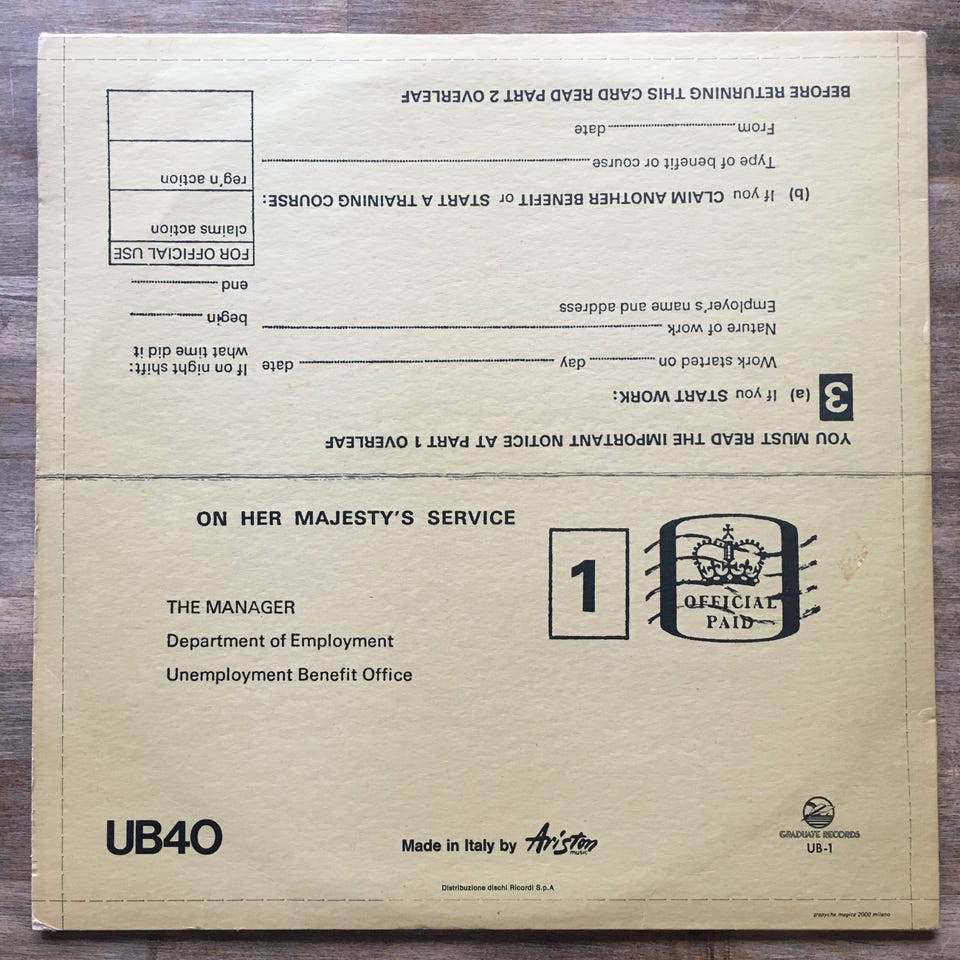 YOU MUST READ THE IMPORTANT NOTICE AT PART 1 OVERLEAF
3 (a) If you START WORK:
Work started on .......... day .......... date
Nature of work ..........
Employer's name and address
If on night shift:
what time did it
begin ..........
end ..........
(b) If you CLAIM ANOTHER BENEFIT or START A TRAINING COURSE:
Type of benefit or course ..........
From .......... date
BEFORE RETURNING THIS CARD READ PART 2 OVERLEAF
FOR OFFICIAL USE
claims action
reg'n action
ON HER MAJESTY'S SERVICE
1
OFFICIAL
PAID
THE MANAGER
Department of Employment
Unemployment Benefit Office
UB40
Made in Italy by Ariston
music
Distribuzione dischi Ricordi S.p.A
GRADUATE RECORDS
UB-1
grapyche magica 2000 milano